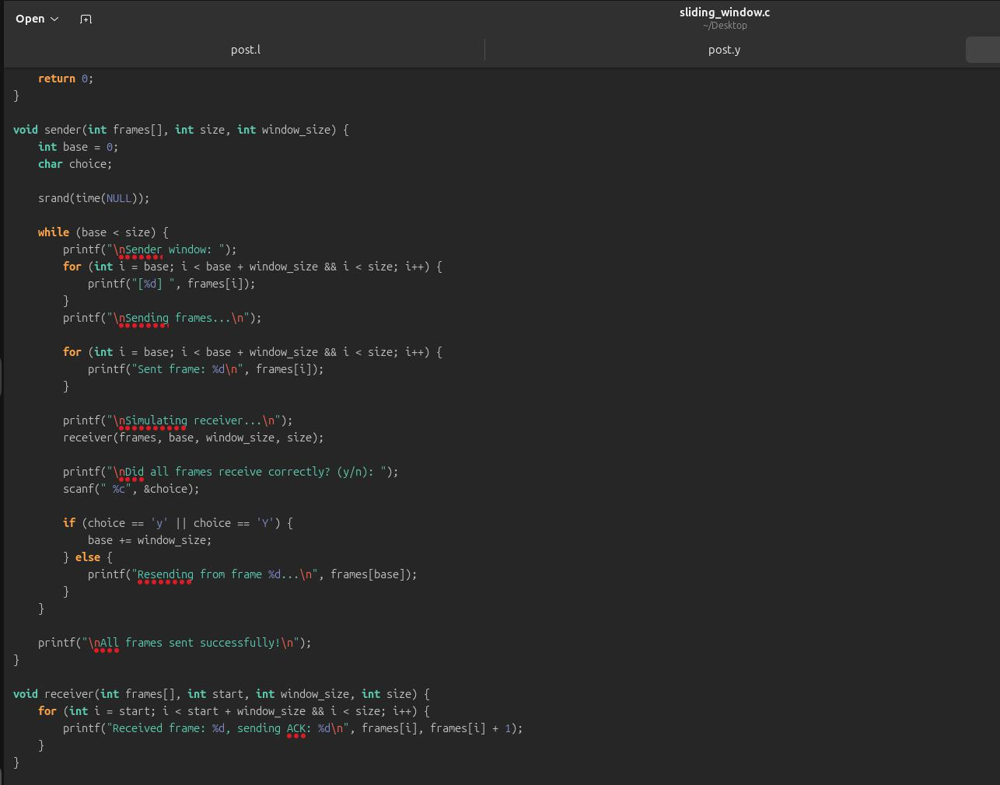 Open
sliding_window.c
~/Desktop
post.l
post.y
    return 0;
}

void sender(int frames[], int size, int window_size) {
    int base = 0;
    char choice;

    srand(time(NULL));

    while (base < size) {
        printf("\nSender window: ");
        for (int i = base; i < base + window_size && i < size; i++) {
            printf("[%d] ", frames[i]);
        }
        printf("\nSending frames...\n");

        for (int i = base; i < base + window_size && i < size; i++) {
            printf("Sent frame: %d\n", frames[i]);
        }

        printf("\nSimulating receiver...\n");
        receiver(frames, base, window_size, size);

        printf("\nDid all frames receive correctly? (y/n): ");
        scanf(" %c", &choice);

        if (choice == 'y' || choice == 'Y') {
            base += window_size;
        } else {
            printf("Resending from frame %d...\n", frames[base]);
        }
    }

    printf("\nAll frames sent successfully!\n");
}

void receiver(int frames[], int start, int window_size, int size) {
    for (int i = start; i < start + window_size && i < size; i++) {
        printf("Received frame: %d, sending ACK: %d\n", frames[i], frames[i] + 1);
    }
}